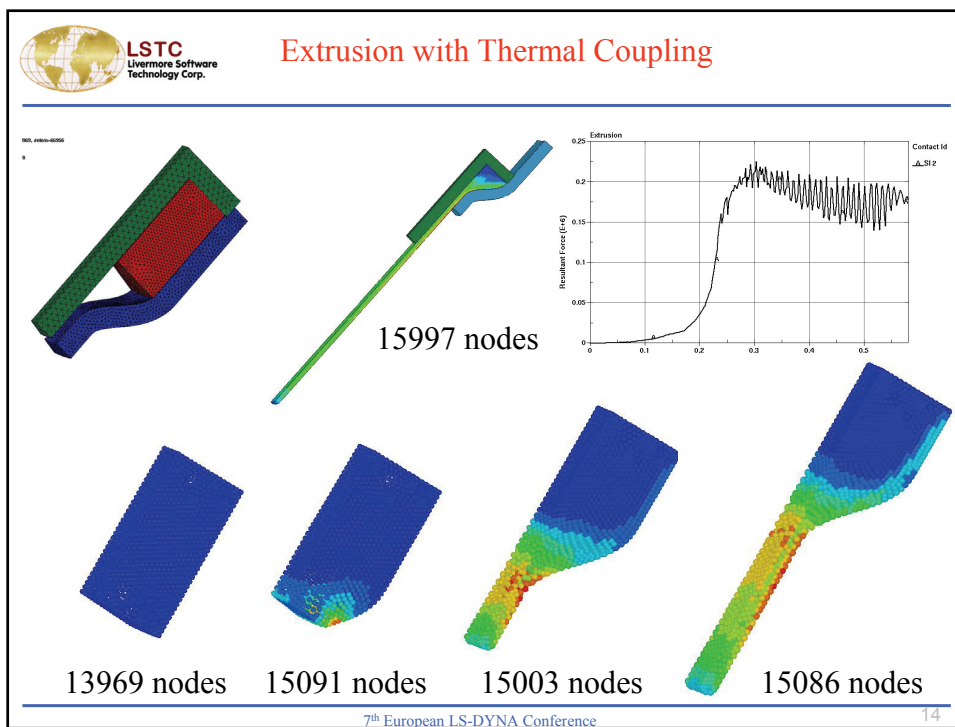 LSTC
Livermore Software
Technology Corp.
Extrusion with Thermal Coupling
Extrusion
Contact Id
A SI 2
Resultant Force (E+6)
0.25
0.2
0.15
0.1
0.05
0
0
0.1
0.2
0.3
0.4
0.5
15997 nodes
13969 nodes
15091 nodes
15003 nodes
15086 nodes
7th European LS-DYNA Conference
14